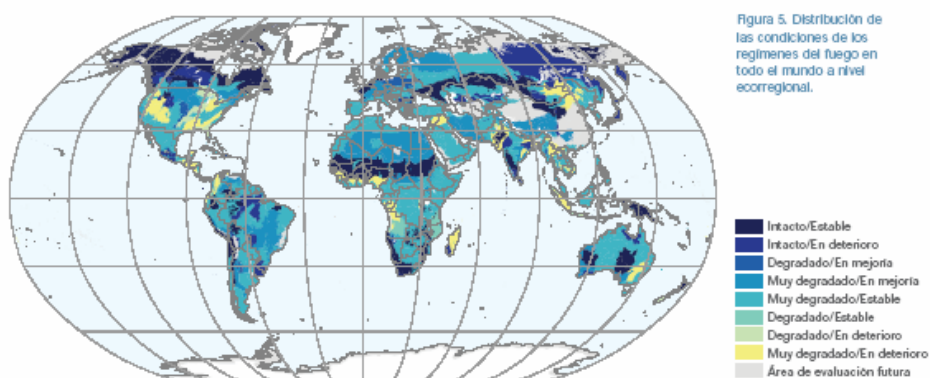 Figura 5. Distribución de
las condiciones de los
regímenes del fuego en
todo el mundo a nivel
ecorregional.
Intacto/Estable
Intacto/En deterioro
Degradado/En mejoría
Muy degradado/En mejoría
Muy degradado/Estable
Degradado/Estable
Degradado/En deterioro
Muy degradado/En deterioro
Área de evaluación futura